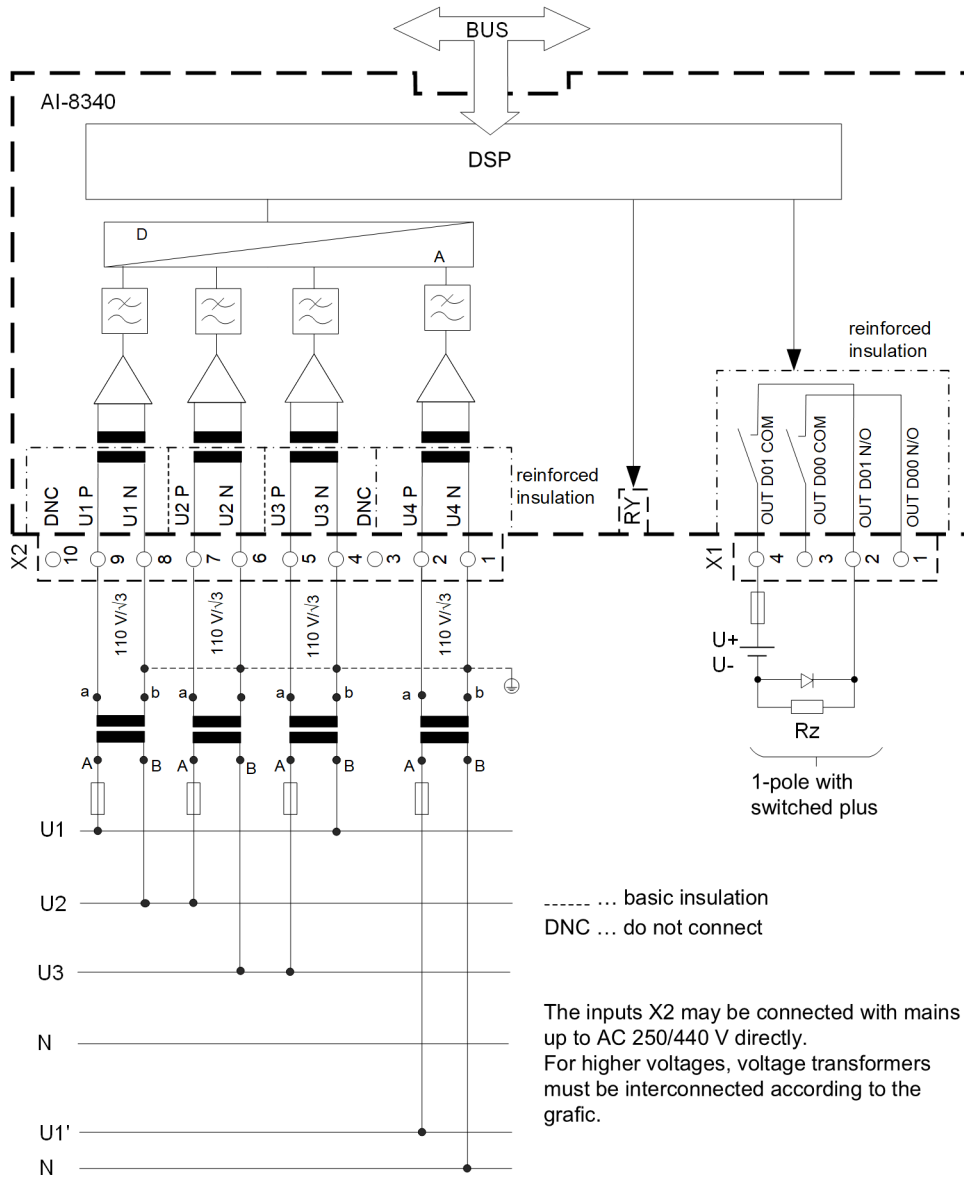 BUS
AI-8340
DSP
D
A
reinforced
insulation
reinforced
insulation
DNC
U1 P
U1 N
U2 P
U2 N
U3 P
U3 N
DNC
U4 P
U4 N
RY
OUT D01 COM
OUT D00 COM
OUT D01 N/O
OUT D00 N/O
X2
10
9
8
7
6
5
4
3
2
1
X1
4
3
2
1
110 V/√3
110 V/√3
110 V/√3
110 V/√3
U+
U-
a
b
a
a
b
a
b
Rz
A
B
A
B
A
B
A
B
1-pole with
switched plus
U1
U2
------ ... basic insulation
DNC ... do not connect
U3
The inputs X2 may be connected with mains
up to AC 250/440 V directly.
For higher voltages, voltage transformers
must be interconnected according to the
grafic.
N
U1'
N